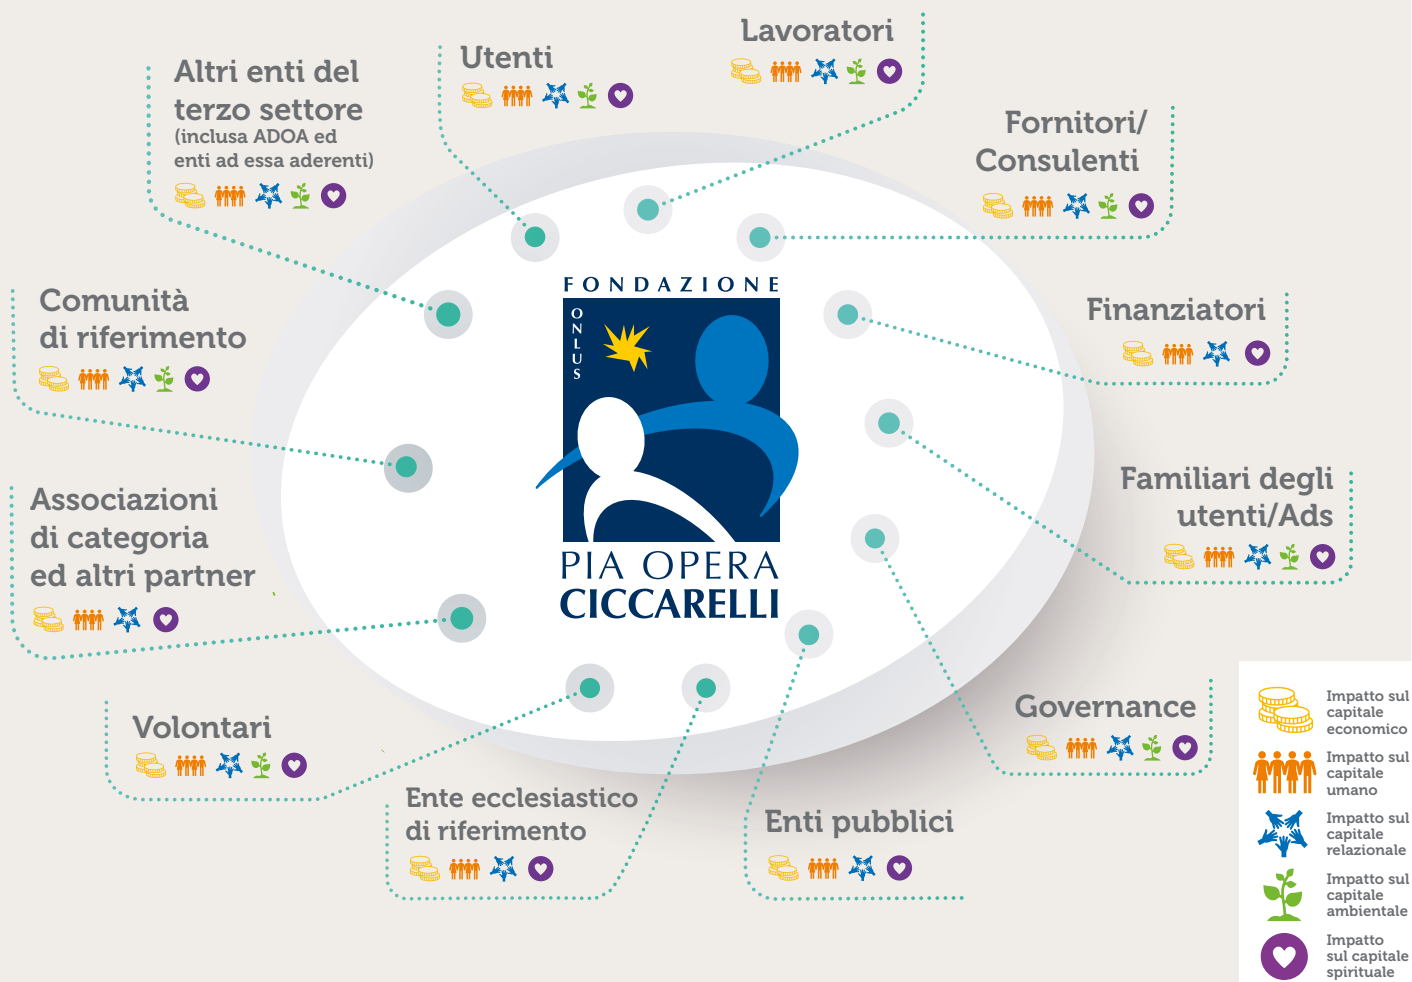 Altri enti del
terzo settore
(inclusa ADOA ed
enti ad essa aderenti)
Utenti
Lavoratori
Fornitori/
Consulenti
Finanziatori
Familiari degli
utenti/Ads
Governance
Enti pubblici
Ente ecclesiastico
di riferimento
Volontari
Associazioni
di categoria
ed altri partner
Comunità
di riferimento
FONDAZIONE
ONLUS
PIA OPERA
CICCARELLI
Impatto sul
capitale
economico
Impatto sul
capitale
umano
Impatto sul
capitale
relazionale
Impatto sul
capitale
ambientale
Impatto
sul capitale
spirituale